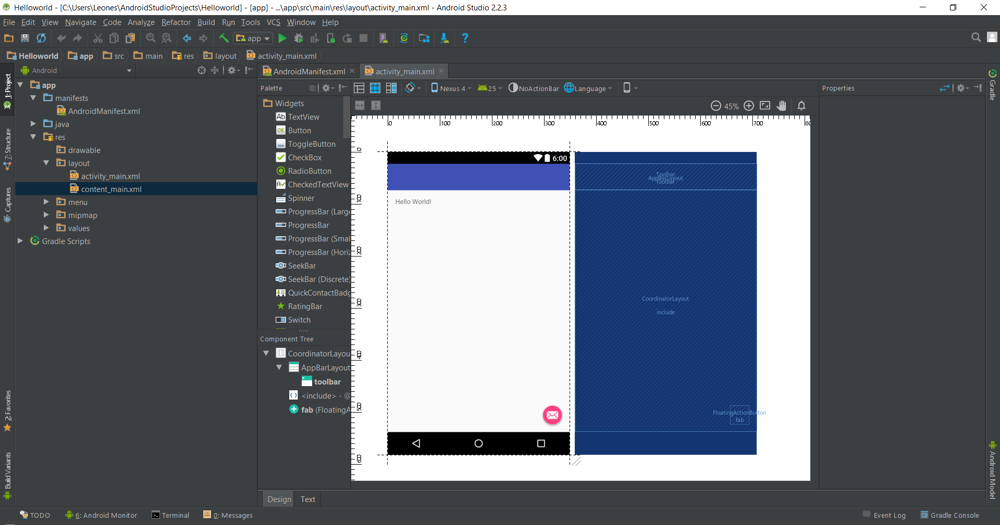 Helloworld - [C:\Users\Leones\AndroidStudioProjects\Helloworld] - [app] - ...\app\src\main\res\layout\activity_main.xml - Android Studio 2.2.3
File Edit View Navigate Code Analyze Refactor Build Run Tools VCS Window Help
app
Helloworld app src main res layout activity_main.xml
1: Project
7: Structure
Captures
2: Favorites
Build Variants
Android
app
manifests
AndroidManifest.xml
java
res
drawable
layout
activity_main.xml
content_main.xml
menu
mipmap
values
Gradle Scripts
AndroidManifest.xml activity_main.xml
Palette
Widgets
Ab TextView
OK Button
ToggleButton
CheckBox
RadioButton
CheckedTextView
Spinner
ProgressBar (Large
ProgressBar
ProgressBar (Smal
ProgressBar (Horiz
SeekBar
SeekBar (Discrete)
QuickContactBadg
RatingBar
Switch
Component Tree
CoordinatorLayou
AppBarLayout
toolbar
<include> - @
fab (FloatingA
Nexus 4 25 NoActionBar Language
45%
0 100 200 300 400 500 600 700 80
0
100
200
300
400
500
600
6:00
Hello World!
Toolbar
AppBarLayout
toolbar
CoordinatorLayout
include
FloatingActionButton
fab
Properties
Gradle
Android Model
Design Text
TODO 6: Android Monitor Terminal 0: Messages Event Log Gradle Console